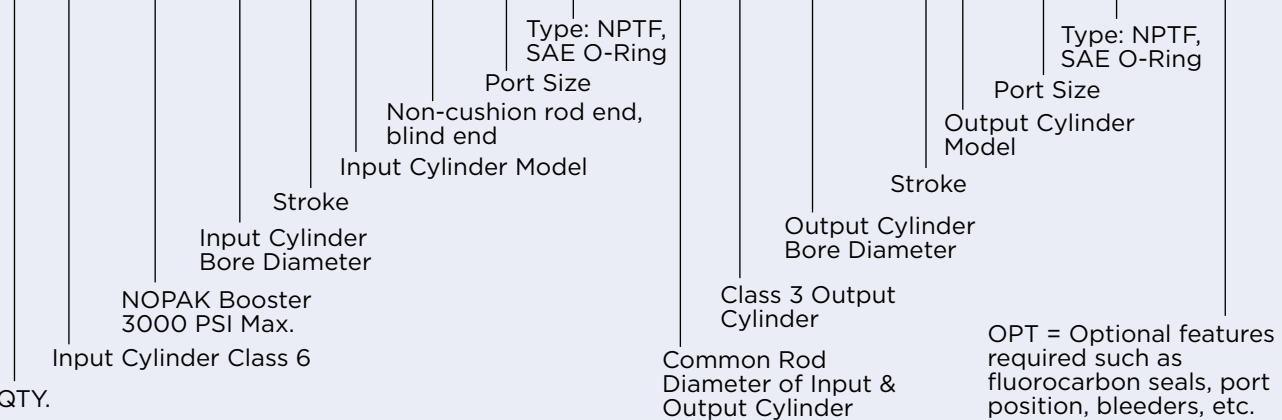 Type: NPTF,
SAE O-Ring
Port Size
Non-cushion rod end,
blind end
Input Cylinder Model
Stroke
Input Cylinder
Bore Diameter
NOPAK Booster
3000 PSI Max.
Input Cylinder Class 6
QTY.
Type: NPTF,
SAE O-Ring
Port Size
Output Cylinder
Model
Stroke
Output Cylinder
Bore Diameter
Class 3 Output
Cylinder
Common Rod
Diameter of Input &
Output Cylinder
OPT = Optional features
required such as
fluorocarbon seals, port
position, bleeders, etc.